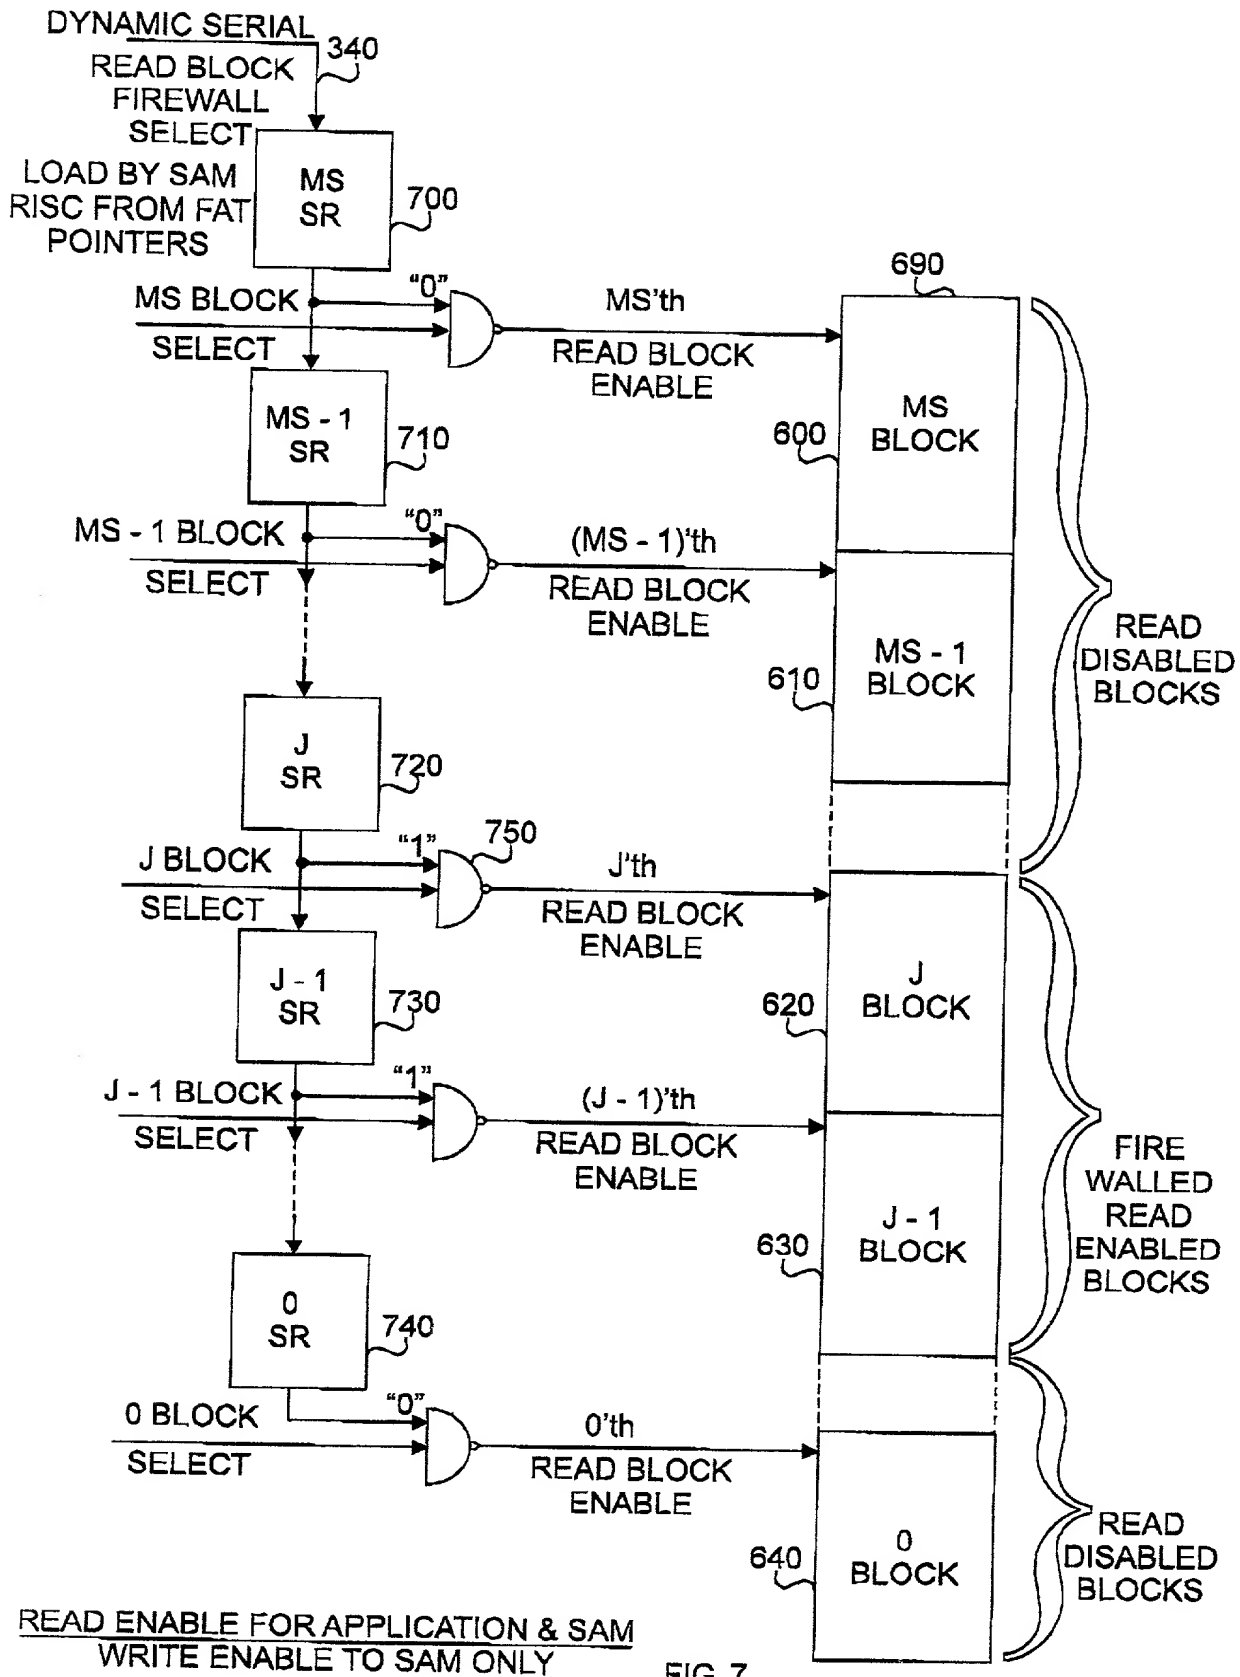 DYNAMIC SERIAL
340
READ BLOCK
FIREWALL
SELECT
LOAD BY SAM
RISC FROM FAT
POINTERS
MS
SR
700
MS BLOCK
SELECT
"0"
MS'th
READ BLOCK
ENABLE
690
MS
BLOCK
600
MS - 1
SR
710
MS - 1 BLOCK
SELECT
"0"
(MS - 1)'th
READ BLOCK
ENABLE
MS - 1
BLOCK
610
READ
DISABLED
BLOCKS
J
SR
720
J BLOCK
SELECT
"1"
750
J'th
READ BLOCK
ENABLE
J
BLOCK
620
J - 1
SR
730
J - 1 BLOCK
SELECT
"1"
(J - 1)'th
READ BLOCK
ENABLE
J - 1
BLOCK
630
FIRE
WALLED
READ
ENABLED
BLOCKS
0
SR
740
0 BLOCK
SELECT
"0"
0'th
READ BLOCK
ENABLE
0
BLOCK
640
READ
DISABLED
BLOCKS
READ ENABLE FOR APPLICATION & SAM
WRITE ENABLE TO SAM ONLY
FIG. 7